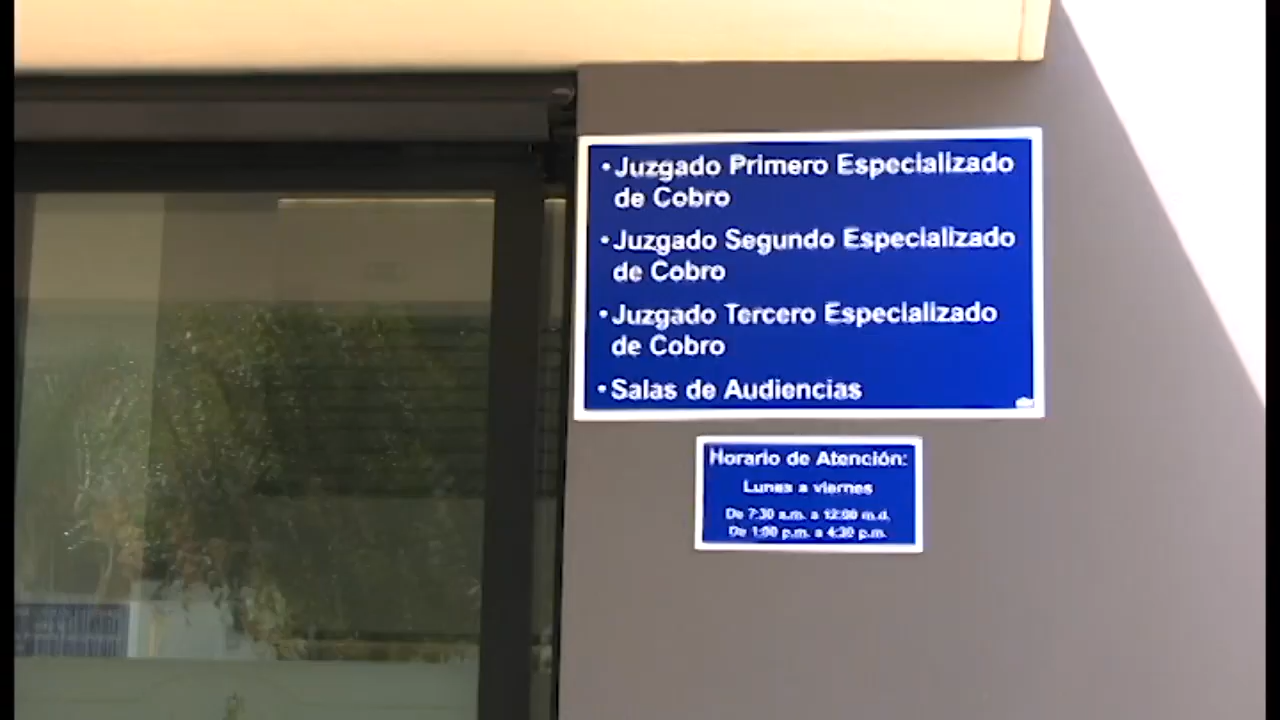 •Juzgado Primero Especializado
de Cobro
•Juzgado Segundo Especializado
de Cobro
•Juzgado Tercero Especializado
de Cobro
•Salas de Audiencias
Horario de Atención:
Lunes a viernes
De 7:30 a.m. a 12:00 m.d.
De 1:00 p.m. a 4:30 p.m.